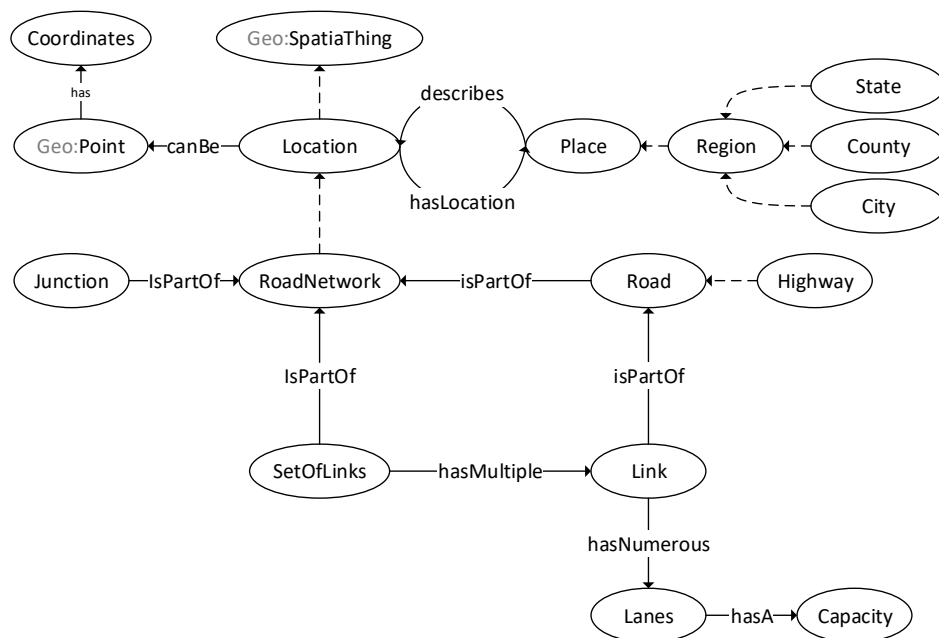 Coordinates
Geo:SpatiaThing
has
describes
State
Geo:Point
canBe
Location
Place
Region
County
hasLocation
City
Junction
IsPartOf
RoadNetwork
isPartOf
Road
Highway
IsPartOf
isPartOf
SetOfLinks
hasMultiple
Link
hasNumerous
Lanes
hasA
Capacity